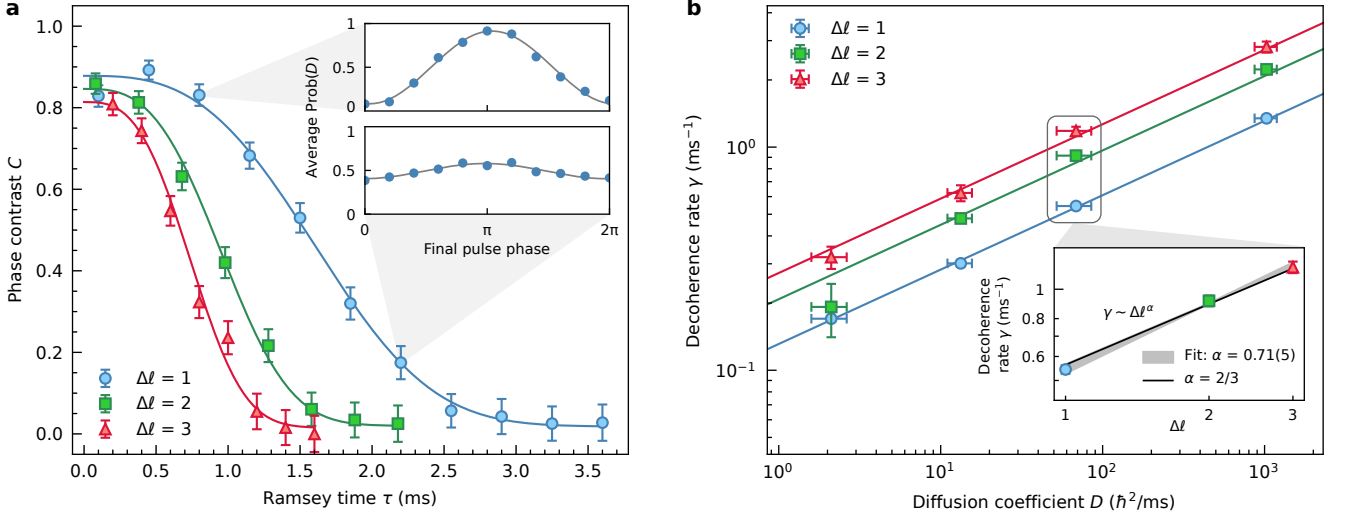 a
Phase contrast C
1.0
0.8
0.6
0.4
0.2
0.0
0.0
0.5
1.0
1.5
2.0
2.5
3.0
3.5
Ramsey time τ (ms)
Δℓ = 1
Δℓ = 2
Δℓ = 3
Average Prob(D)
1
0.5
0
1
0.5
0
0
π
2π
Final pulse phase
b
Decoherence rate γ (ms⁻¹)
10⁰
10⁻¹
10⁰
10¹
10²
10³
Diffusion coefficient D (ℏ²/ms)
Δℓ = 1
Δℓ = 2
Δℓ = 3
Decoherence
rate γ (ms⁻¹)
1
0.8
0.6
γ ~ Δℓᵅ
Fit: α = 0.71(5)
α = 2/3
1
2
3
Δℓ